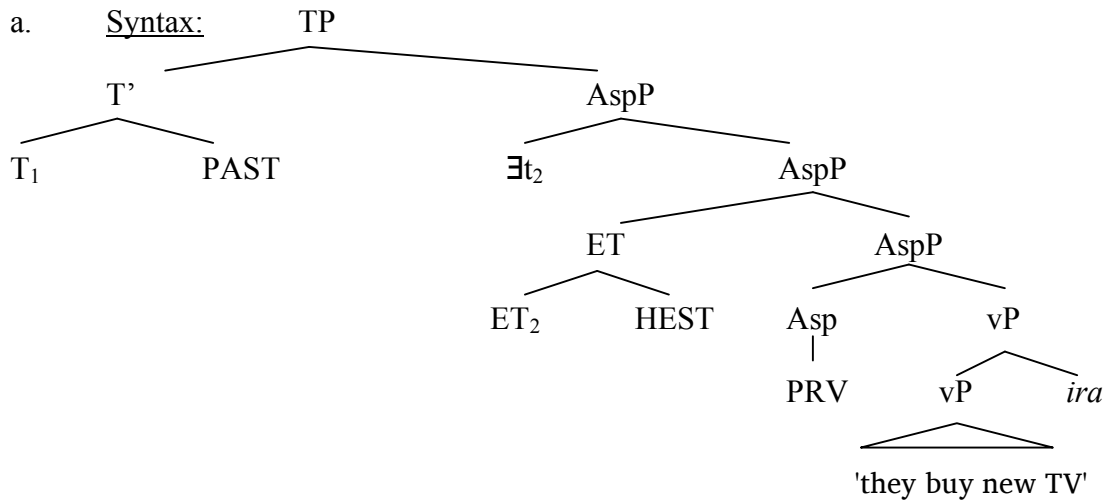 a. Syntax: TP
T’ AspP
T1 PAST ∃t2 AspP
ET AspP
ET2 HEST Asp vP
PRV vP ira
'they buy new TV'